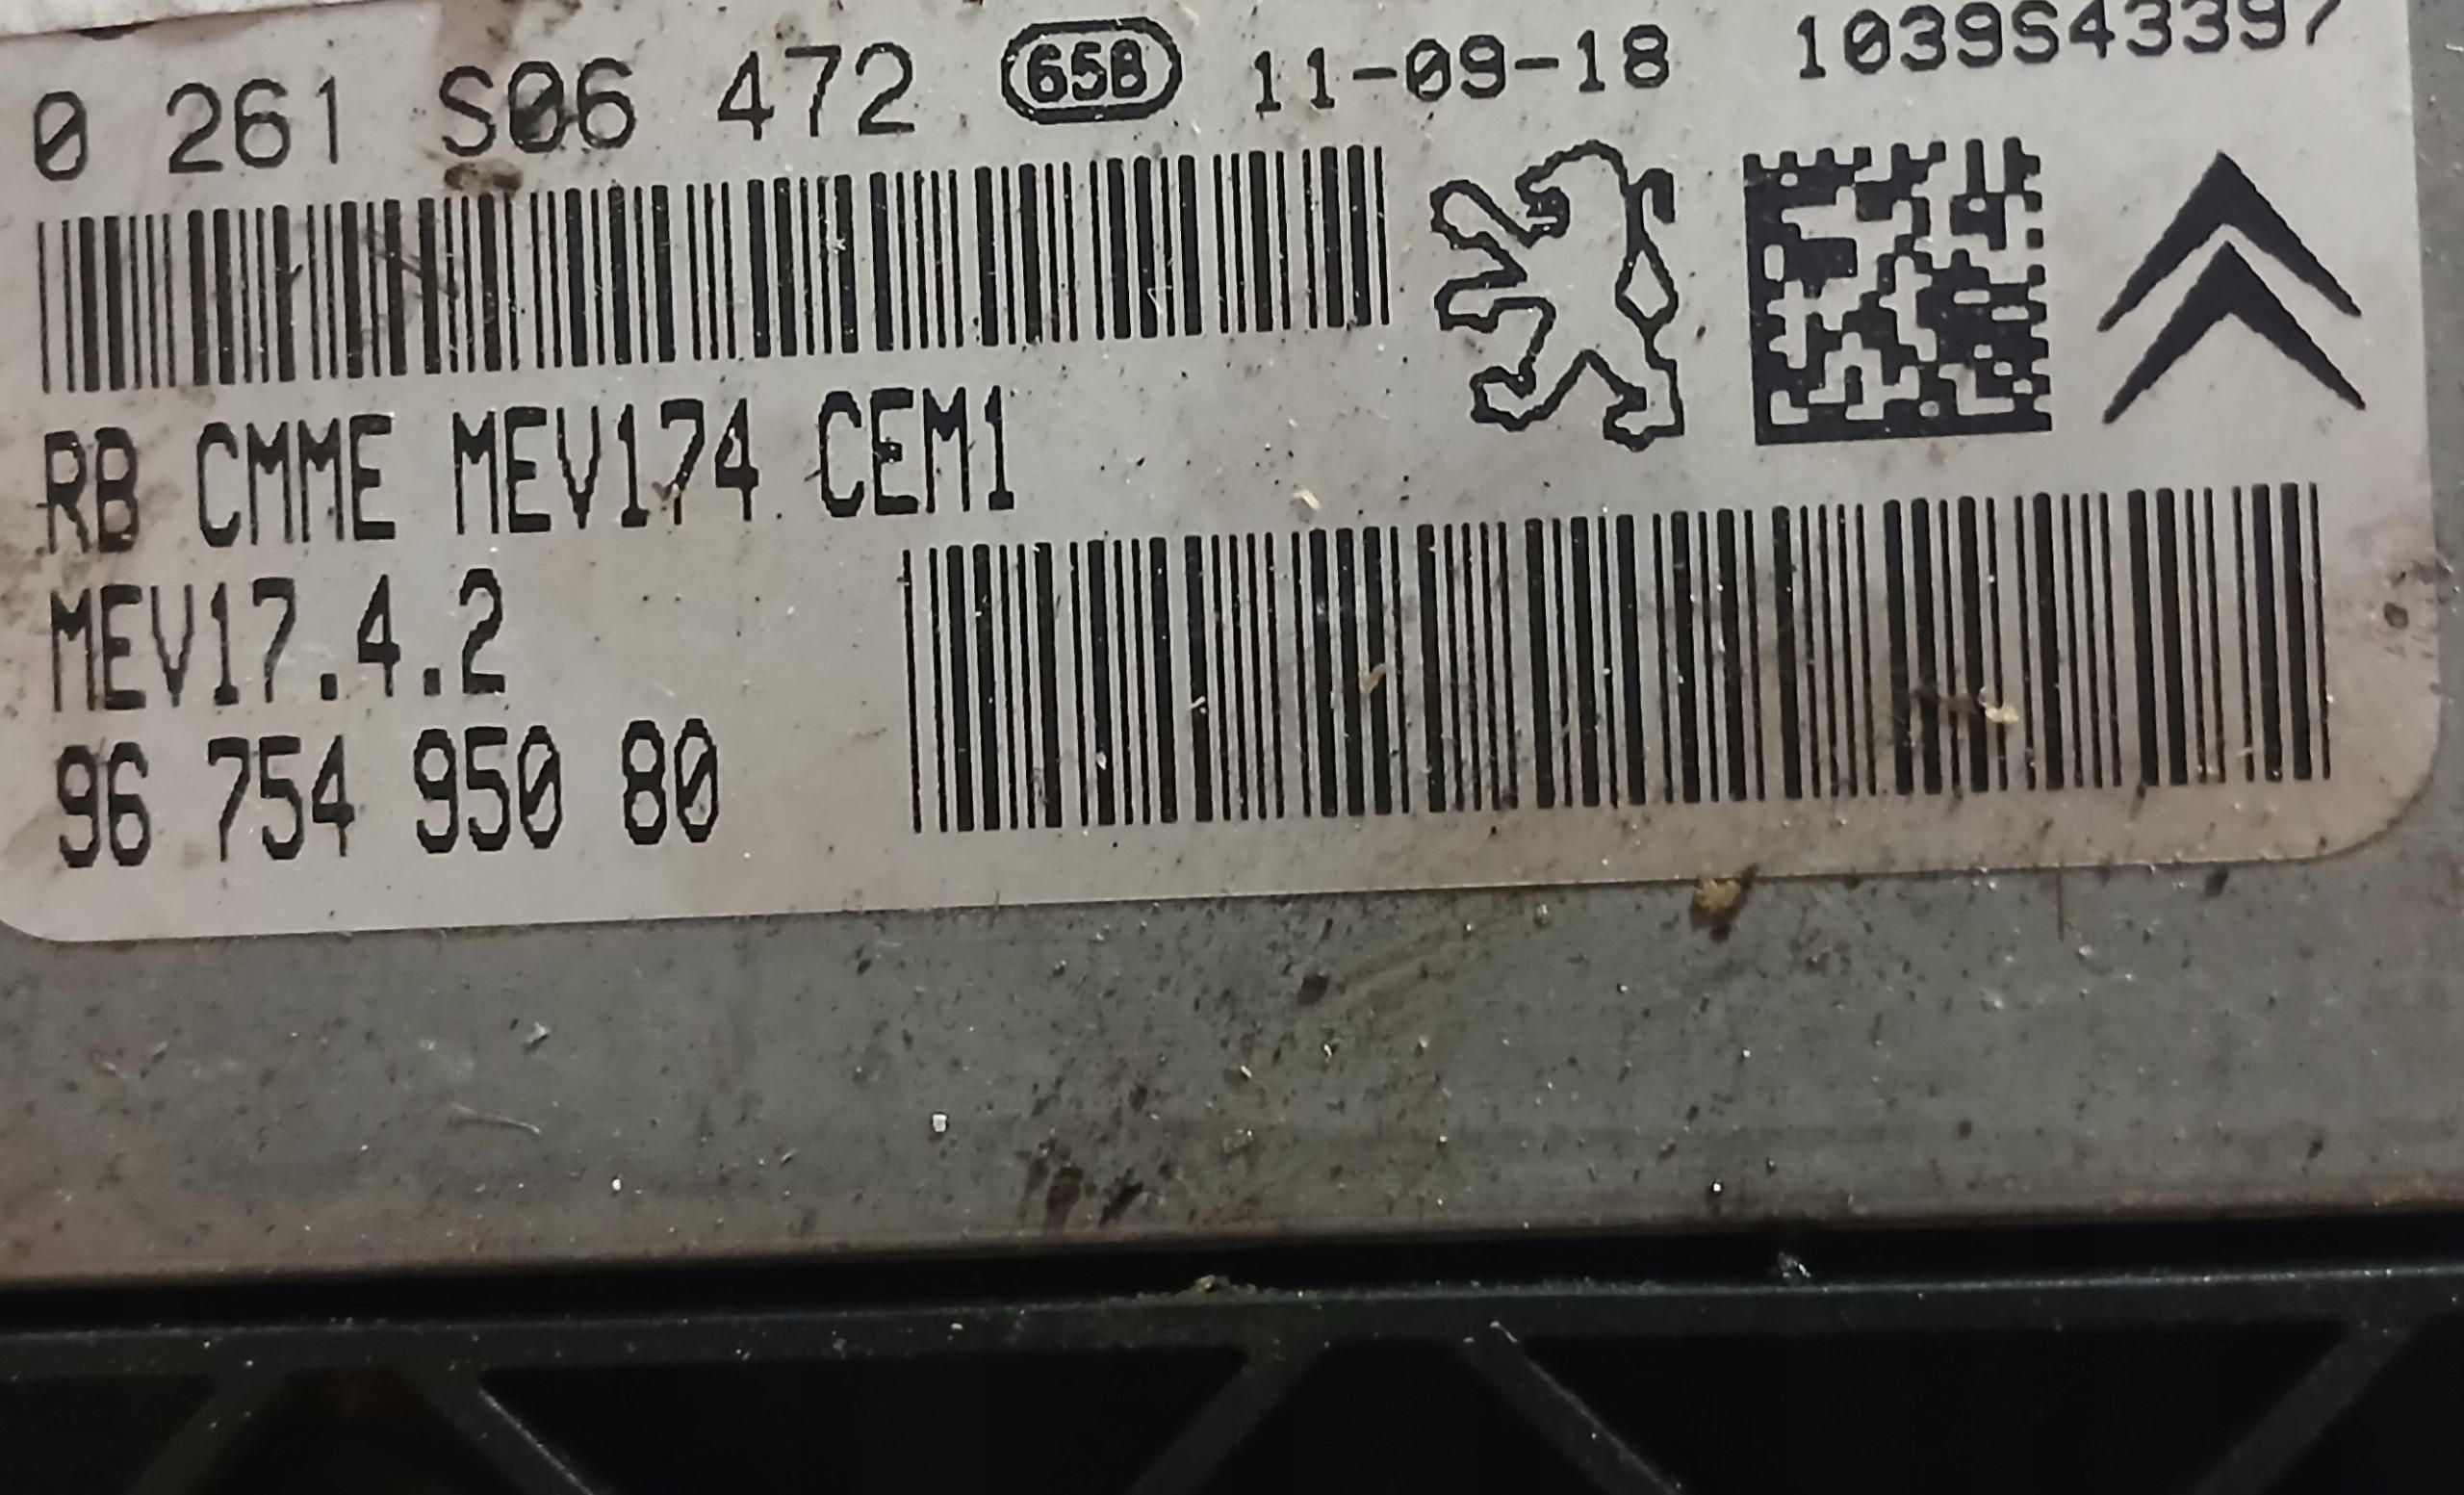 0 261 S06 472 65B 11-09-18 1039S43397
RB CMME MEV174 CEM1
MEV17.4.2
96 754 950 80